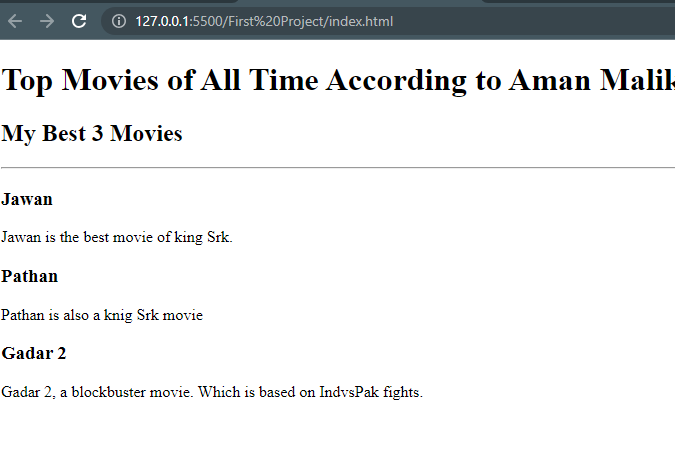 127.0.0.1:5500/First%20Project/index.html
Top Movies of All Time According to Aman Malik
My Best 3 Movies
Jawan
Jawan is the best movie of king Srk.
Pathan
Pathan is also a knig Srk movie
Gadar 2
Gadar 2, a blockbuster movie. Which is based on IndvsPak fights.